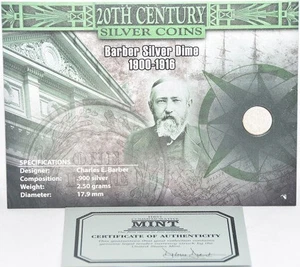 20TH CENTURY
SILVER COINS
Barber Silver Dime
1900-1916
SPECIFICATIONS
Designer: Charles E. Barber
Composition: .900 silver
Weight: 2.50 grams
Diameter: 17.9 mm
MINT
CERTIFICATE OF AUTHENTICITY